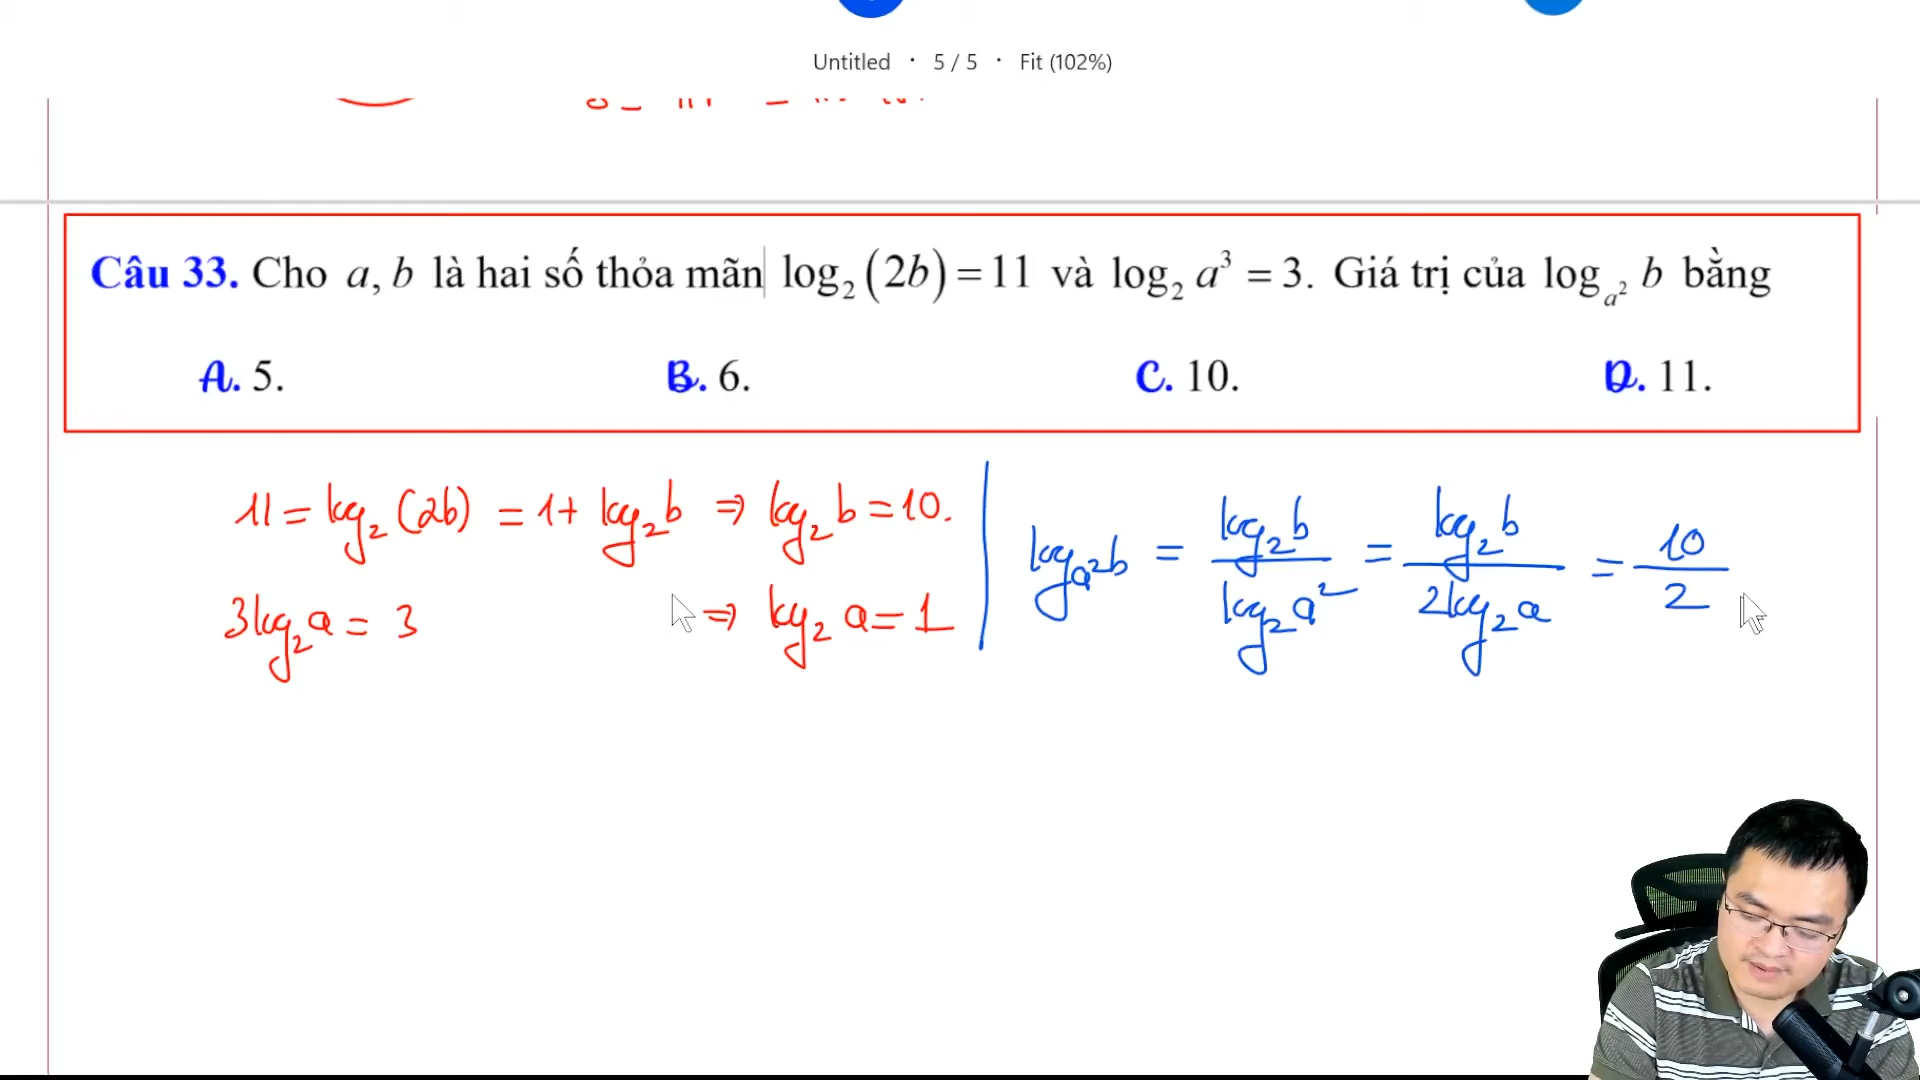 Untitled · 5 / 5 · Fit (102%)
Câu 33. Cho a, b là hai số thỏa mãn log₂(2b) = 11 và log₂ a³ = 3. Giá trị của log_{a²} b bằng
A. 5. B. 6. C. 10. D. 11.
11 = log₂(2b) = 1 + log₂b ⇒ log₂b = 10.
3log₂a = 3 ⇒ log₂a = 1
log_{a²}b = log₂b / log₂a² = log₂b / 2log₂a = 10 / 2